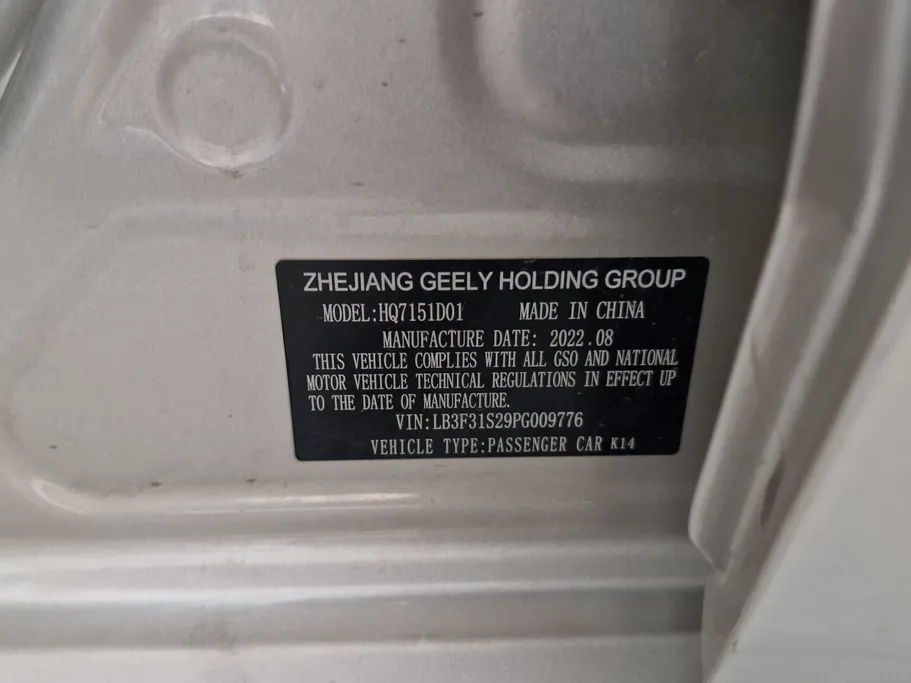 ZHEJIANG GEELY HOLDING GROUP
MODEL:HQ7151D01 MADE IN CHINA
MANUFACTURE DATE: 2022.08
THIS VEHICLE COMPLIES WITH ALL GSO AND NATIONAL
MOTOR VEHICLE TECHNICAL REGULATIONS IN EFFECT UP
TO THE DATE OF MANUFACTURE.
VIN:LB3F31S29PG009776
VEHICLE TYPE:PASSENGER CAR K14